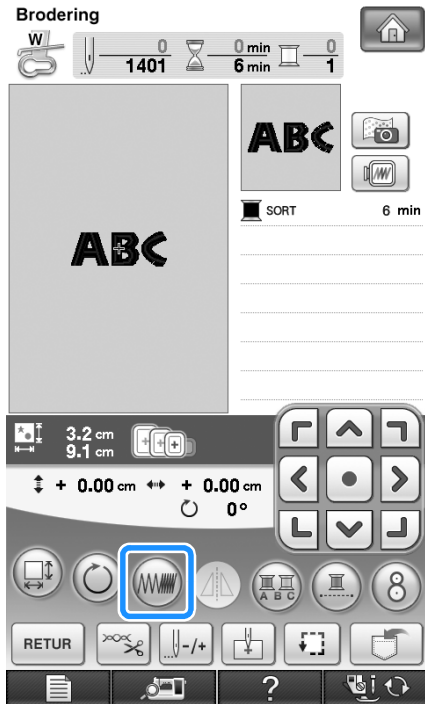 Brodering
W
0
1401
0 min
6 min
0
1
ABC
ABC
SORT 6 min
3.2 cm
9.1 cm
+ 0.00 cm + 0.00 cm
0°
A B C
8
RETUR
-/+
?